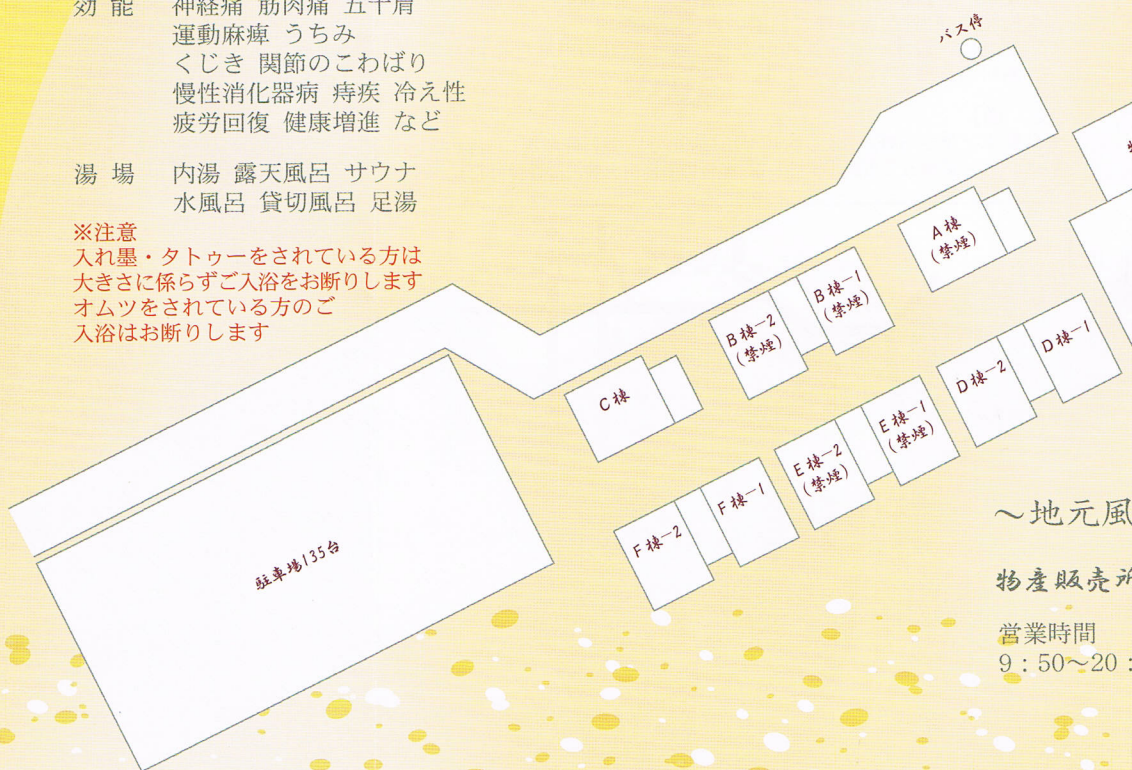 効能 神経痛 筋肉痛 五十肩
運動麻痺 うちみ
くじき 関節のこわばり
慢性消化器病 痔疾 冷え性
疲労回復 健康増進 など
湯場 内湯 露天風呂 サウナ
水風呂 貸切風呂 足湯
※注意
入れ墨・タトゥーをされている方は
大きさに係らずご入浴をお断りします
オムツをされている方のご
入浴はお断りします
バス停
A棟
(禁煙)
B棟-1
(禁煙)
B棟-2
(禁煙)
C棟
D棟-1
D棟-2
E棟-1
(禁煙)
E棟-2
(禁煙)
F棟-1
F棟-2
駐車場135台
〜地元風
物産販売所
営業時間
9:50〜20: